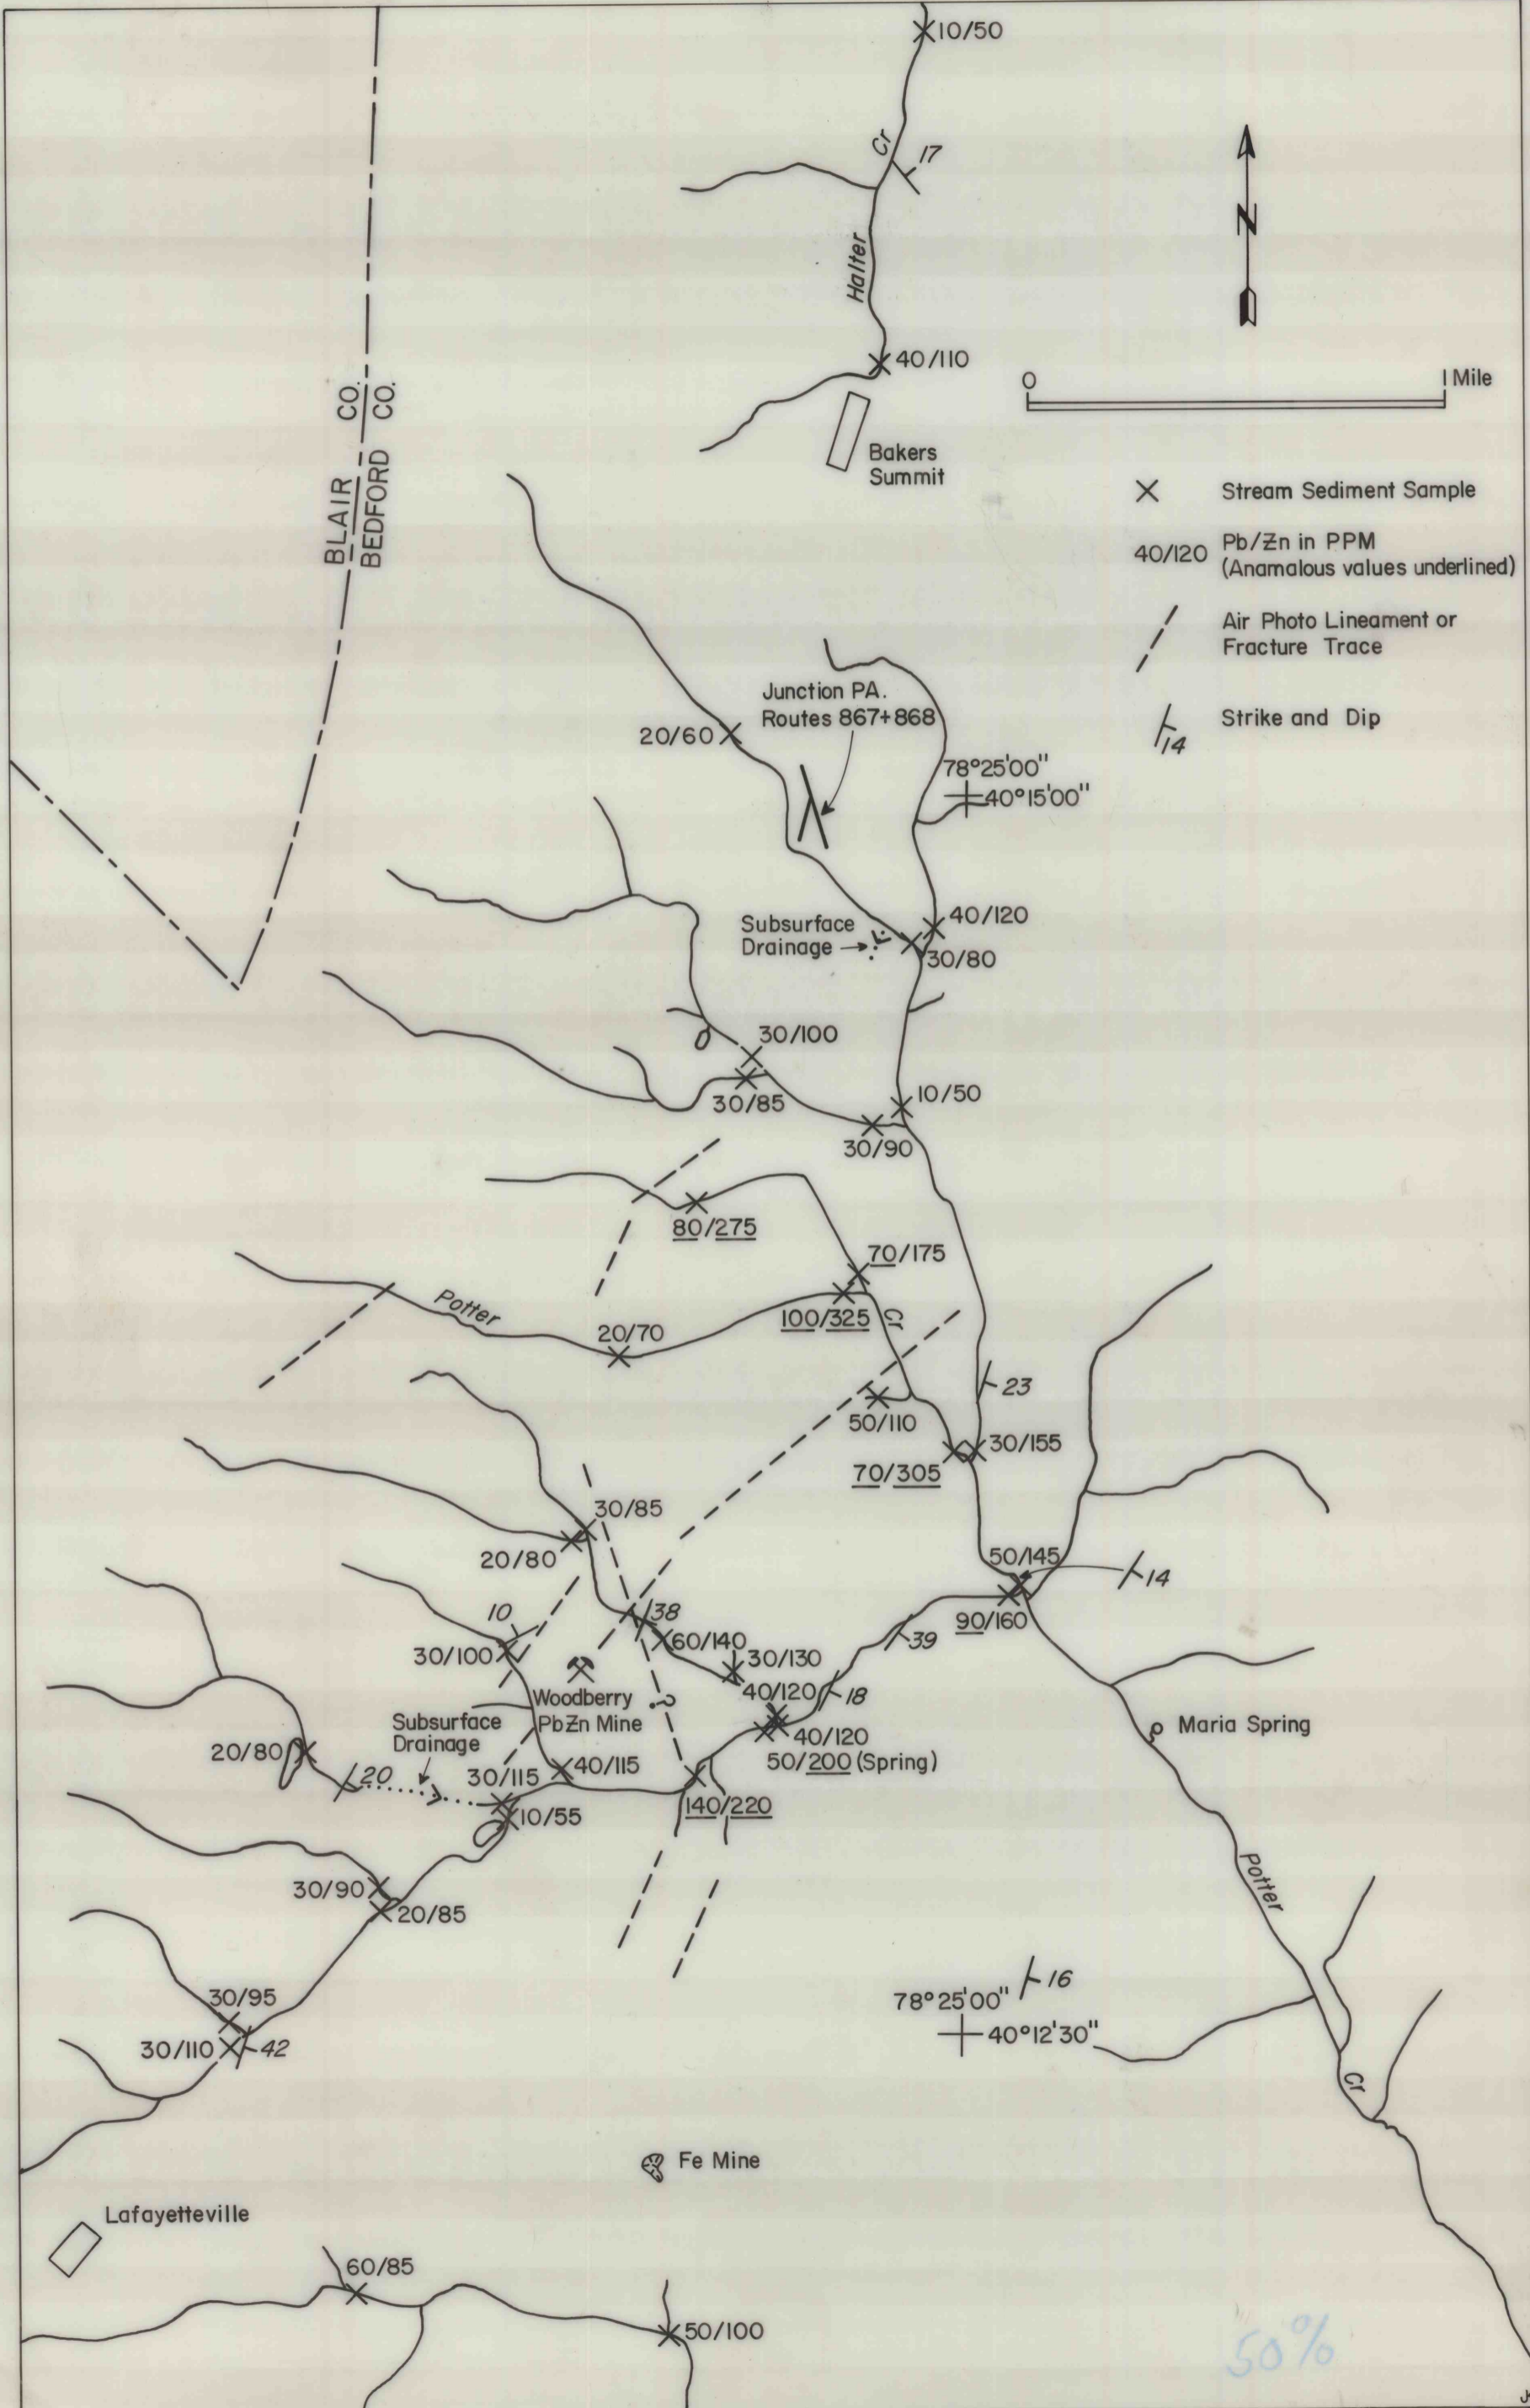 10/50
Cr
17
N
Halter
40/110
0
1 Mile
BLAIR CO.
BEDFORD CO.
Bakers
Summit
Stream Sediment Sample
40/120
Pb/Zn in PPM
(Anamalous values underlined)
Air Photo Lineament or
Fracture Trace
14
Strike and Dip
Junction PA.
Routes 867+868
20/60
78°25'00"
40°15'00"
40/120
Subsurface
Drainage
30/80
30/100
30/85
10/50
30/90
80/275
70/175
Potter
100/325
Cr
20/70
23
50/110
30/155
70/305
30/85
20/80
50/145
14
10
38
90/160
30/100
60/140
39
30/130
Woodberry
PbZn Mine
?
40/120
18
Subsurface
Drainage
Maria Spring
40/120
20/80
50/200 (Spring)
20
30/115
40/115
140/220
10/55
Potter
30/90
20/85
16
30/95
78°25'00"
40°12'30"
30/110
42
Cr
Fe Mine
Lafayetteville
60/85
50/100
50%